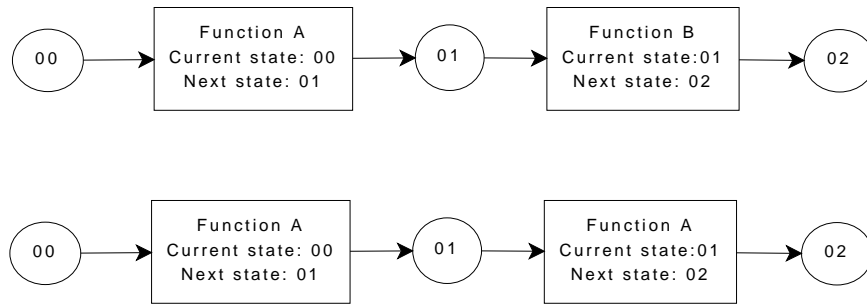 00
Function A
Current state: 00
Next state: 01
01
Function B
Current state:01
Next state: 02
02
00
Function A
Current state: 00
Next state: 01
01
Function A
Current state:01
Next state: 02
02